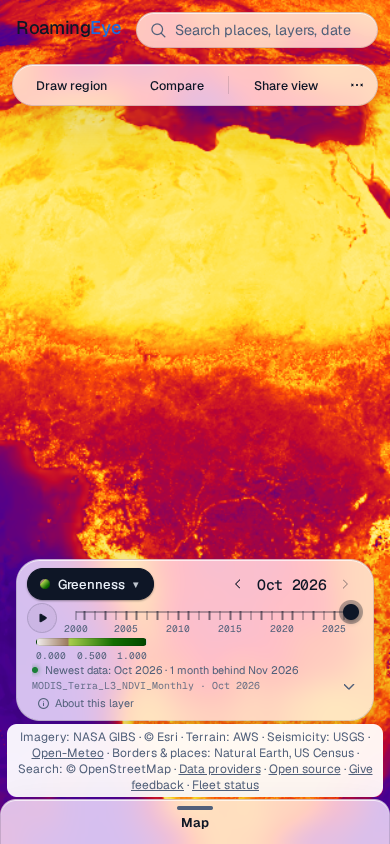 RoamingEye
Search places, layers, date
Draw region Compare Share view ···
Greenness ▾
Oct 2026
2000 2005 2010 2015 2020 2025
0.000 0.500 1.000
Newest data: Oct 2026 · 1 month behind Nov 2026
MODIS_Terra_L3_NDVI_Monthly · Oct 2026
About this layer
Imagery: NASA GIBS · © Esri · Terrain: AWS · Seismicity: USGS ·
Open-Meteo · Borders & places: Natural Earth, US Census ·
Search: © OpenStreetMap · Data providers · Open source · Give
feedback · Fleet status
Map